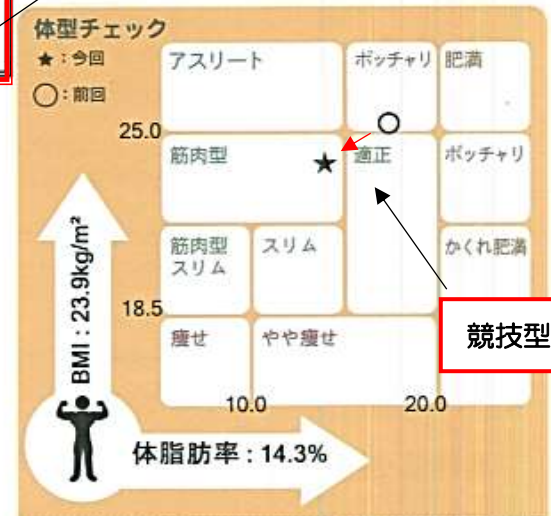 体型チェック
★:今回
○:前回
アスリート
ポッチャリ
肥満
25.0
筋肉型
適正
ポッチャリ
筋肉型
スリム
スリム
かくれ肥満
18.5
痩せ
やや痩せ
競技型
10.0
20.0
BMI:23.9kg/m²
体脂肪率:14.3%